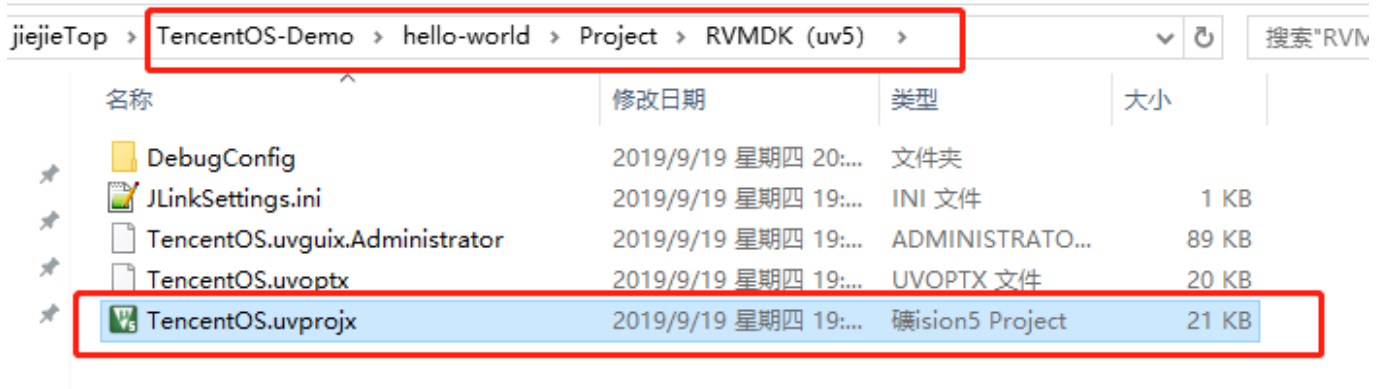 jiejieTop › TencentOS-Demo › hello-world › Project › RVMDK (uv5) › 搜索"RVM
名称 修改日期 类型 大小
DebugConfig 2019/9/19 星期四 20:... 文件夹
JLinkSettings.ini 2019/9/19 星期四 19:... INI 文件 1 KB
TencentOS.uvguix.Administrator 2019/9/19 星期四 19:... ADMINISTRATO... 89 KB
TencentOS.uvoptx 2019/9/19 星期四 19:... UVOPTX 文件 20 KB
TencentOS.uvprojx 2019/9/19 星期四 19:... 礦ision5 Project 21 KB